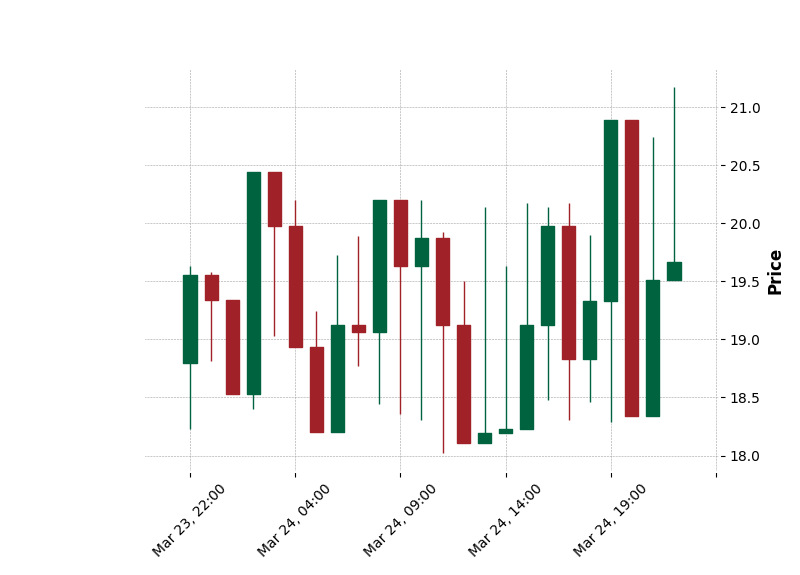 21.0
20.5
20.0
19.5
19.0
18.5
18.0
Price
Mar 23, 22:00
Mar 24, 04:00
Mar 24, 09:00
Mar 24, 14:00
Mar 24, 19:00